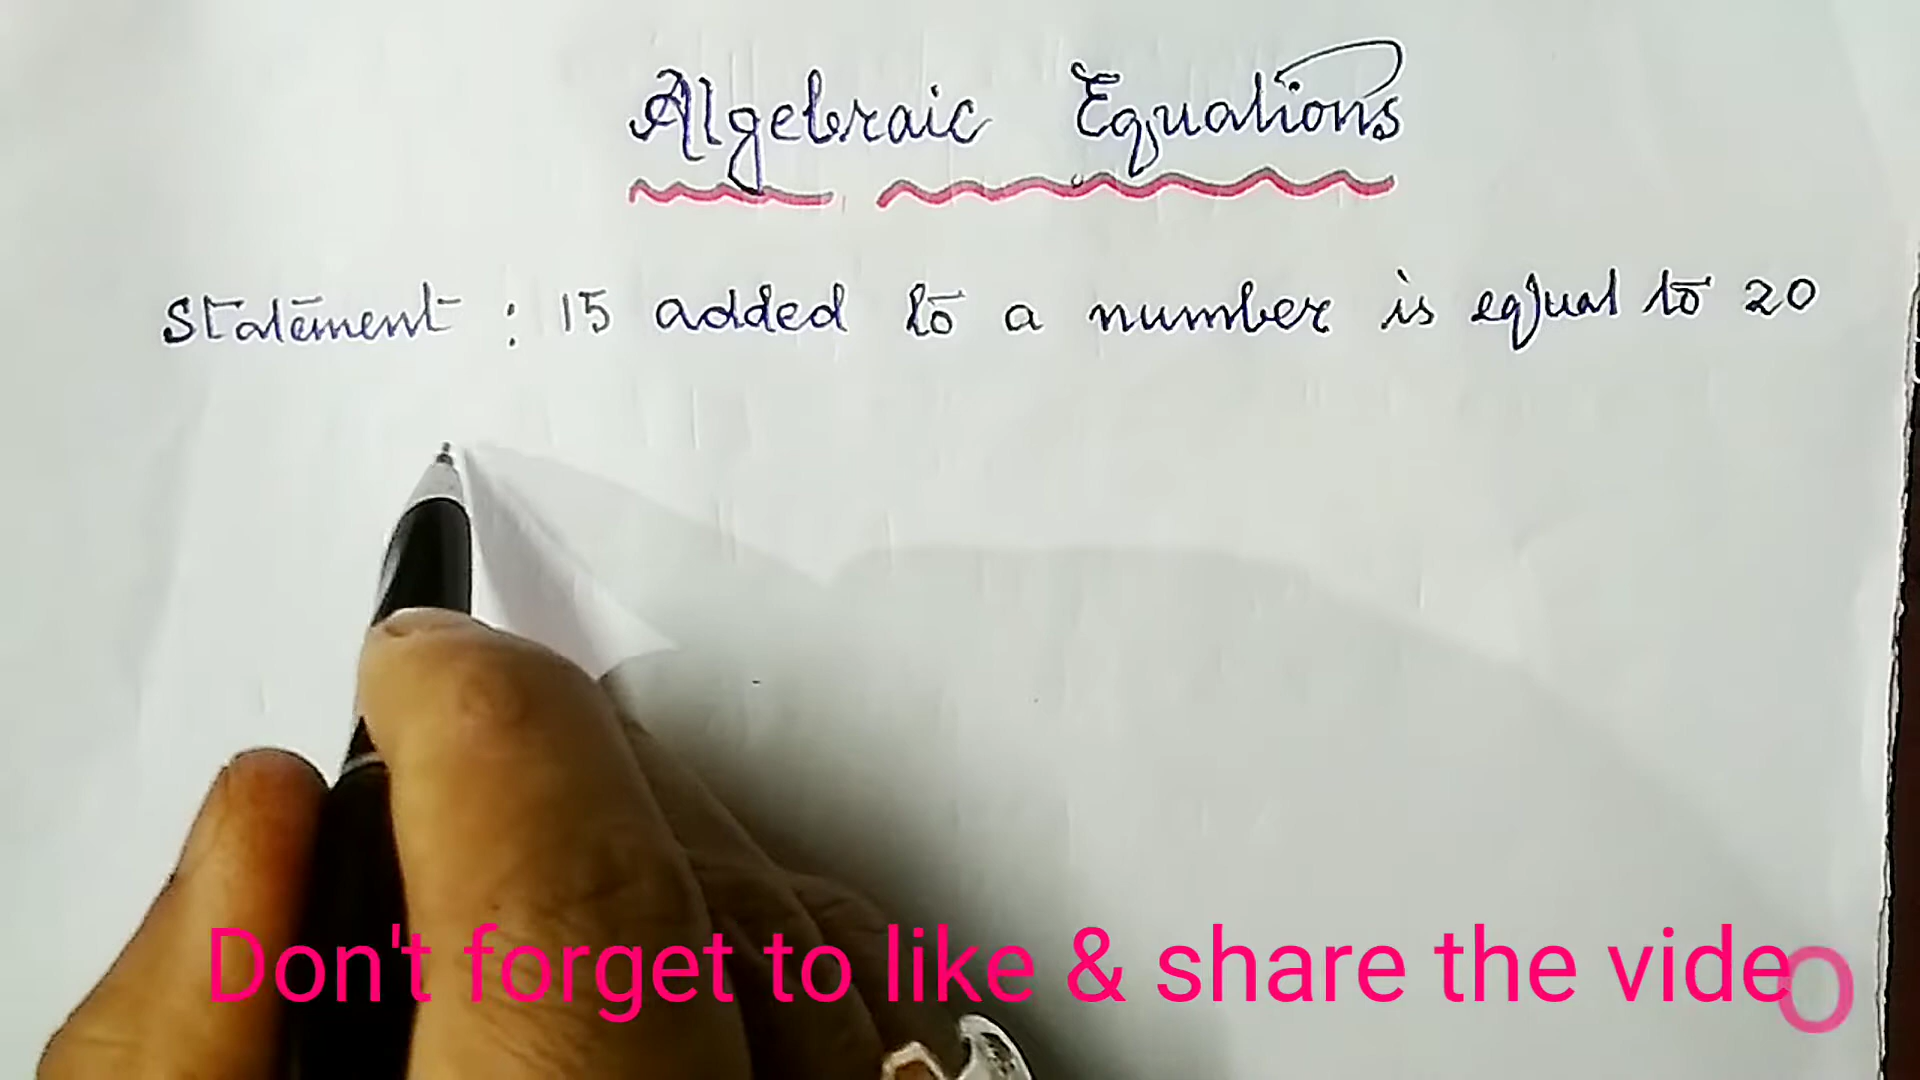 Algebraic Equations
Statement : 15 added to a number is equal to 20
Don't forget to like & share the video